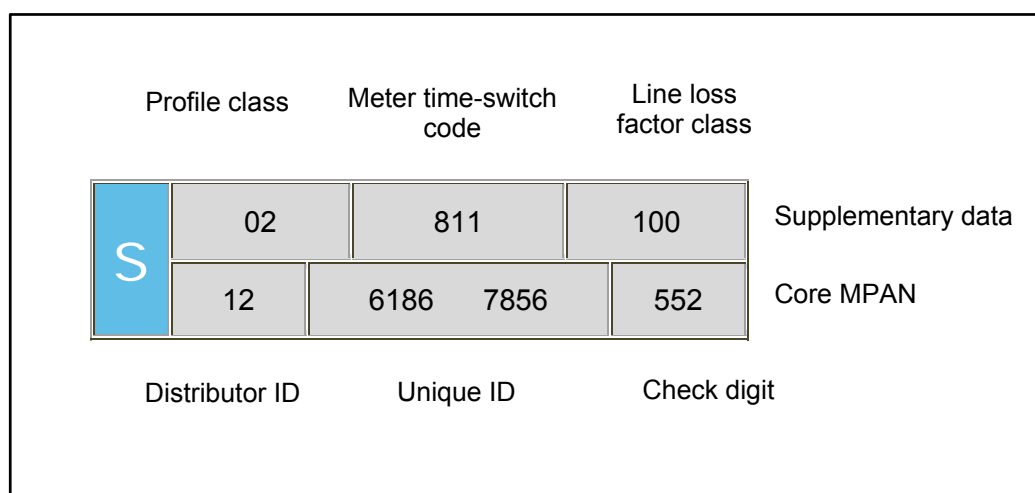 Profile class
Meter time-switch
code
Line loss
factor class
S
02 811 100
Supplementary data
12 6186 7856 552
Core MPAN
Distributor ID
Unique ID
Check digit